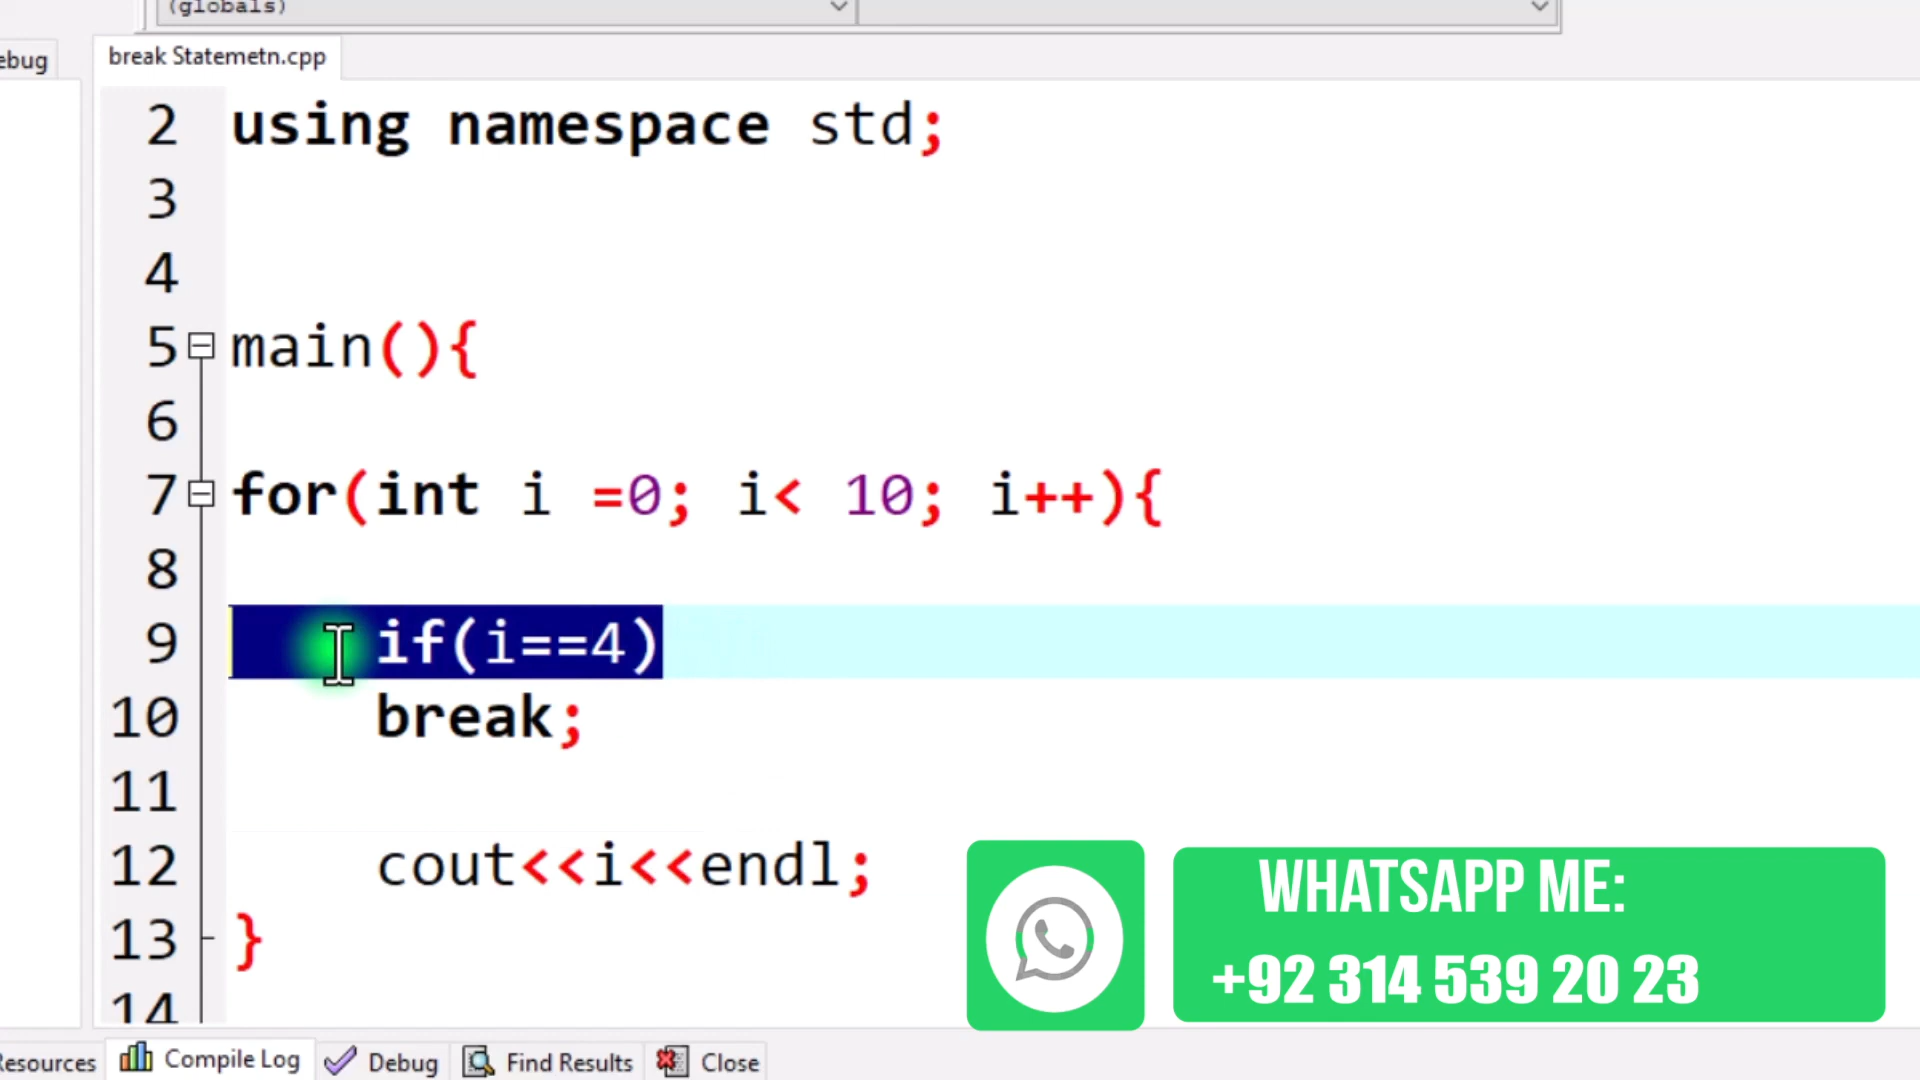 (globals)
ebug
break Statemetn.cpp
2 using namespace std;
3
4
5 main(){
6
7 for(int i =0; i< 10; i++){
8
9 if(i==4)
10 break;
11
12 cout<<i<<endl;
13 }
14
WHATSAPP ME:
+92 314 539 20 23
Resources Compile Log Debug Find Results Close